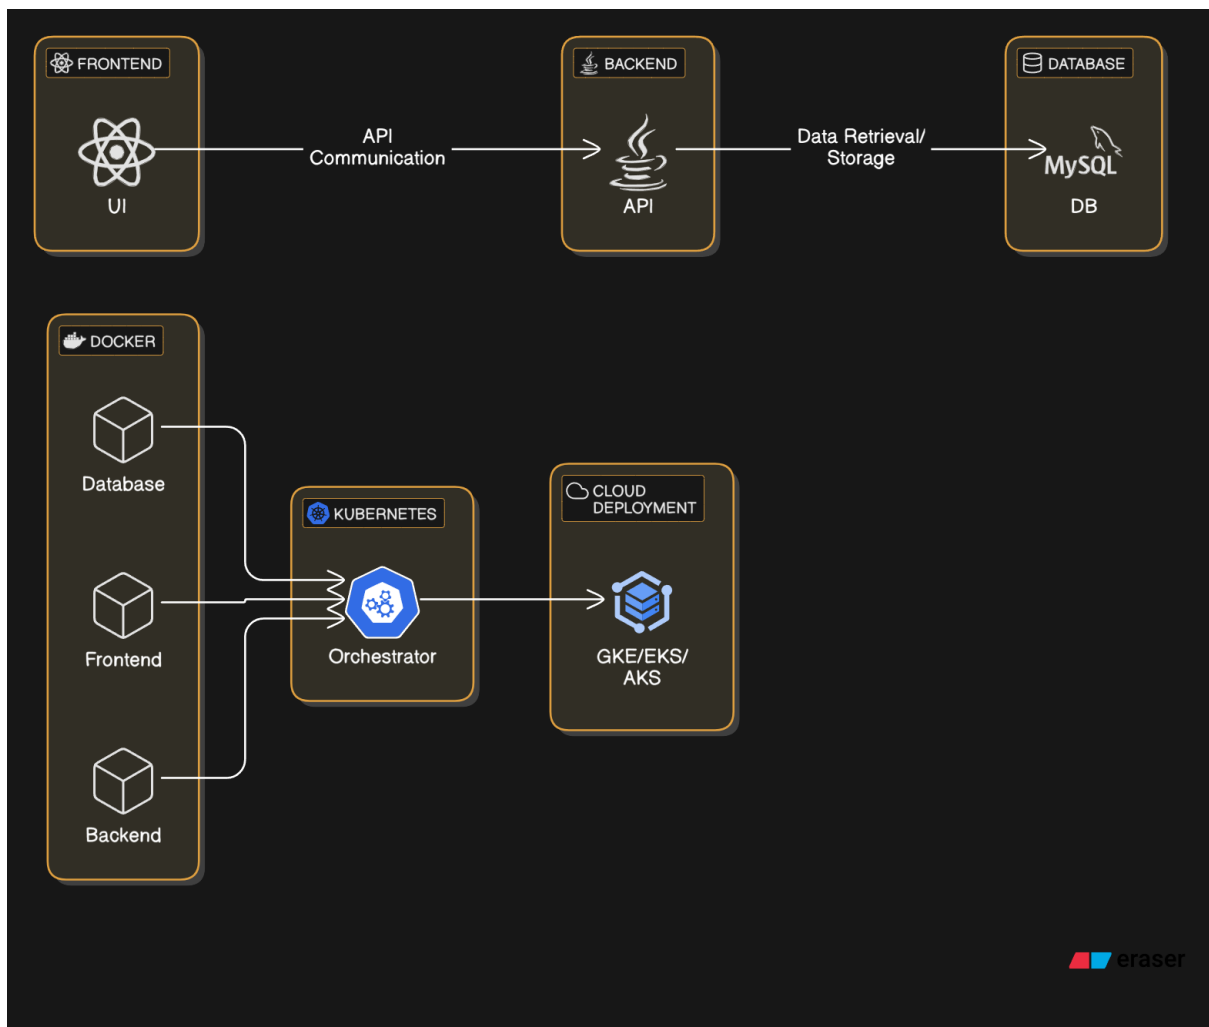 FRONTEND
UI
API
Communication
BACKEND
API
Data Retrieval/
Storage
DATABASE
MySQL
DB
DOCKER
Database
Frontend
Backend
KUBERNETES
Orchestrator
CLOUD
DEPLOYMENT
GKE/EKS/
AKS
eraser